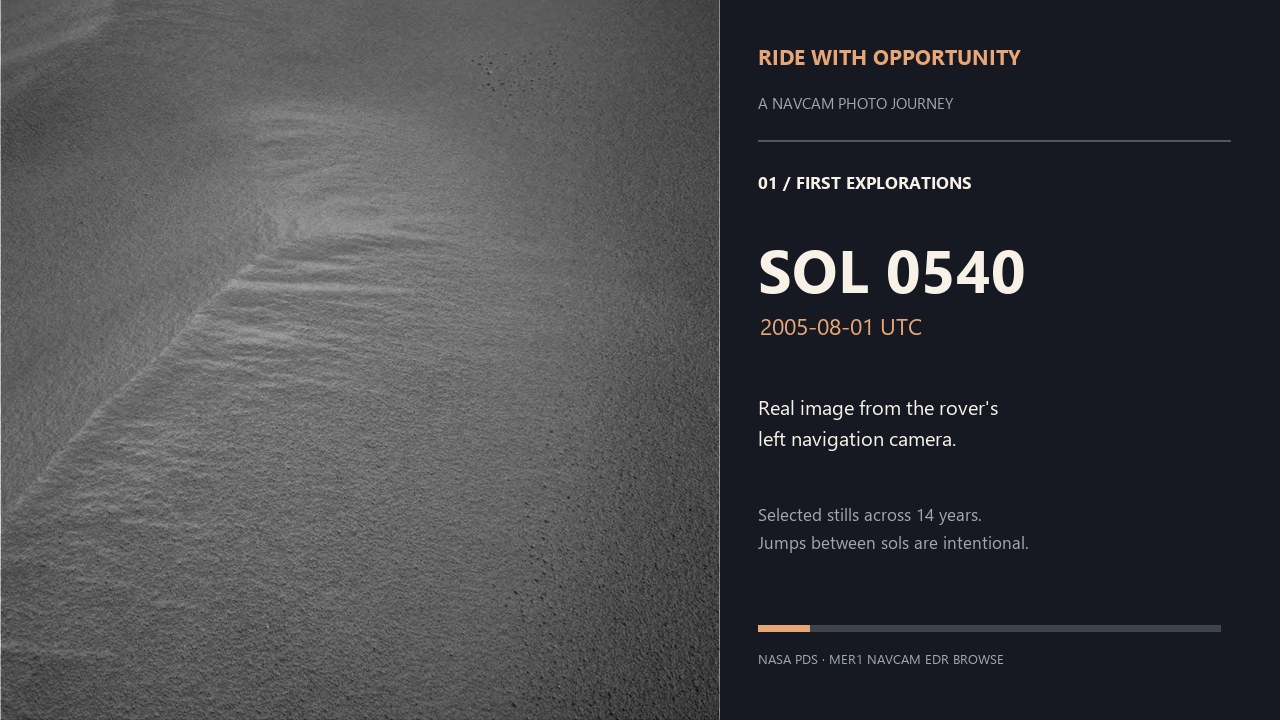 RIDE WITH OPPORTUNITY
A NAVCAM PHOTO JOURNEY
01 / FIRST EXPLORATIONS
SOL 0540
2005-08-01 UTC
Real image from the rover's
left navigation camera.
Selected stills across 14 years.
Jumps between sols are intentional.
NASA PDS · MER1 NAVCAM EDR BROWSE